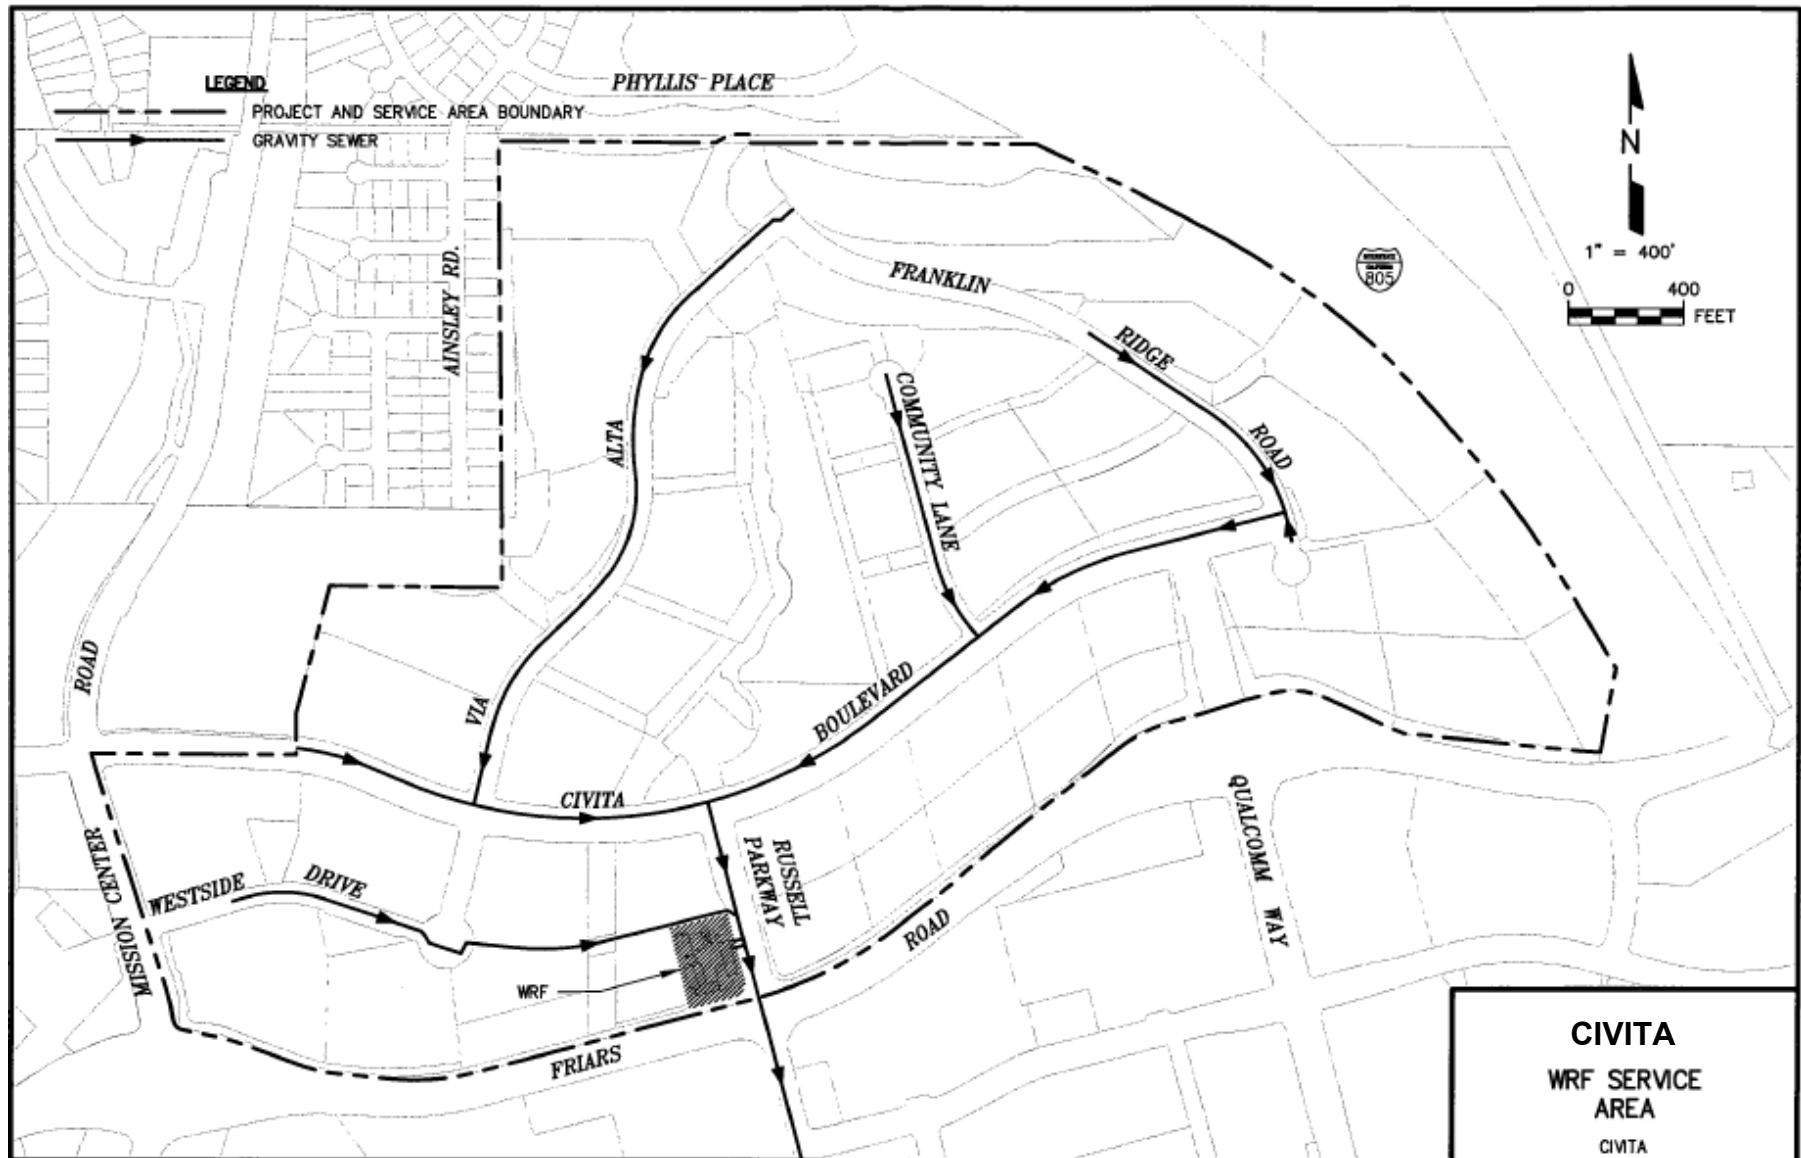 LEGEND
PROJECT AND SERVICE AREA BOUNDARY
GRAVITY SEWER
PHYLLIS PLACE
N
1" = 400'
0 400
FEET
805
AINSLEY RD.
FRANKLIN
RIDGE
ROAD
COMMUNITY LANE
ALTA
VIA
ROAD
BOULEVARD
CIVITA
MISSION CENTER
WESTSIDE
DRIVE
RUSSELL
PARKWAY
QUALCOMM WAY
ROAD
WRF
FRIARS
CIVITA
WRF SERVICE
AREA
CIVITA